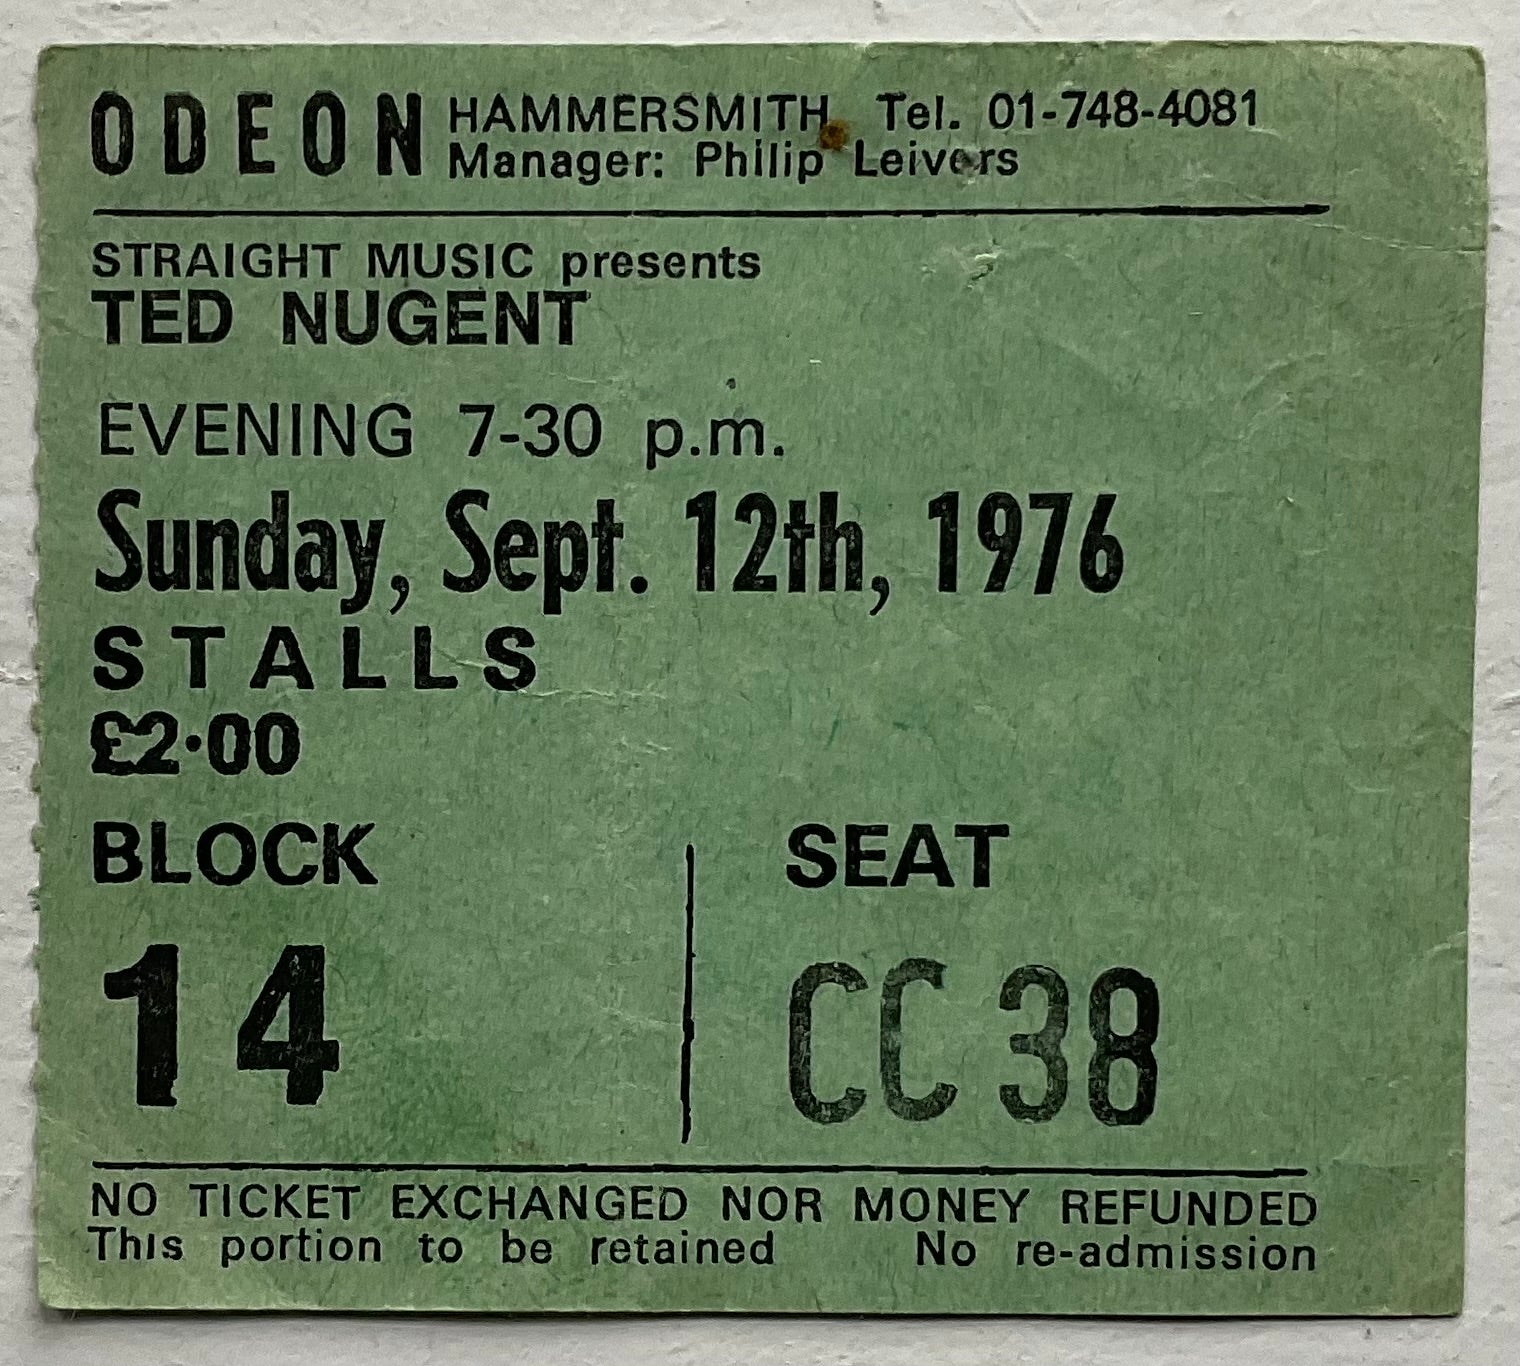 ODEON HAMMERSMITH Tel. 01-748-4081
Manager: Philip Leivers
STRAIGHT MUSIC presents
TED NUGENT
EVENING 7-30 p.m.
Sunday, Sept. 12th, 1976
STALLS
£2·00
BLOCK SEAT
14 CC 38
NO TICKET EXCHANGED NOR MONEY REFUNDED
This portion to be retained No re-admission